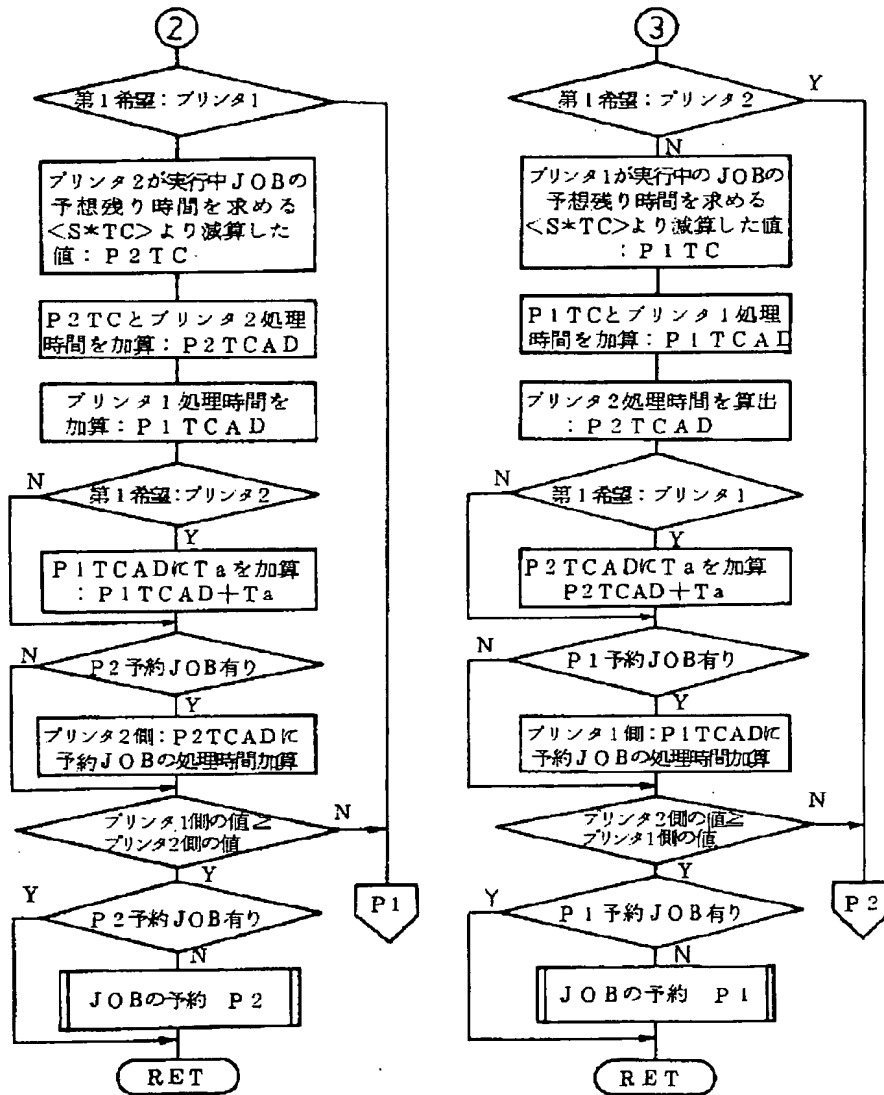 2
第1希望：プリンタ1
プリンタ2が実行中JOBの
予想残り時間を求める
<S*TC>より減算した
値：P2TC
P2TCとプリンタ2処理
時間を加算：P2TCAD
プリンタ1処理時間を
加算：P1TCAD
N
第1希望：プリンタ2
Y
P1TCADにTaを加算
：P1TCAD＋Ta
N
P2予約JOB有り
Y
プリンタ2側：P2TCADに
予約JOBの処理時間加算
プリンタ1側の値≧
プリンタ2側の値
N
Y
Y
P2予約JOB有り
P1
N
JOBの予約 P2
RET
3
Y
第1希望：プリンタ2
N
プリンタ1が実行中のJOBの
予想残り時間を求める
<S*TC>より減算した値
：P1TC
P1TCとプリンタ1処理
時間を加算：P1TCAD
プリンタ2処理時間を算出
：P2TCAD
N
第1希望：プリンタ1
Y
P2TCADにTaを加算
P2TCAD＋Ta
N
P1予約JOB有り
Y
プリンタ1側：P1TCADに
予約JOBの処理時間加算
プリンタ2側の値≧
プリンタ1側の値
N
Y
Y
P1予約JOB有り
P2
N
JOBの予約 P1
RET